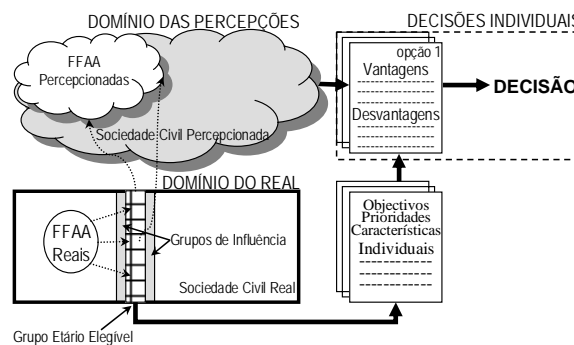 DOMÍNIO DAS PERCEPÇÕES
DECISÕES INDIVIDUAIS
FFAA
Percepcionadas
Sociedade Civil Percepcionada
opção 1
Vantagens
Desvantagens
DECISÃO
DOMÍNIO DO REAL
FFAA
Reais
Grupos de Influência
Sociedade Civil Real
Objectivos
Prioridades
Características
Individuais
Grupo Etário Elegível